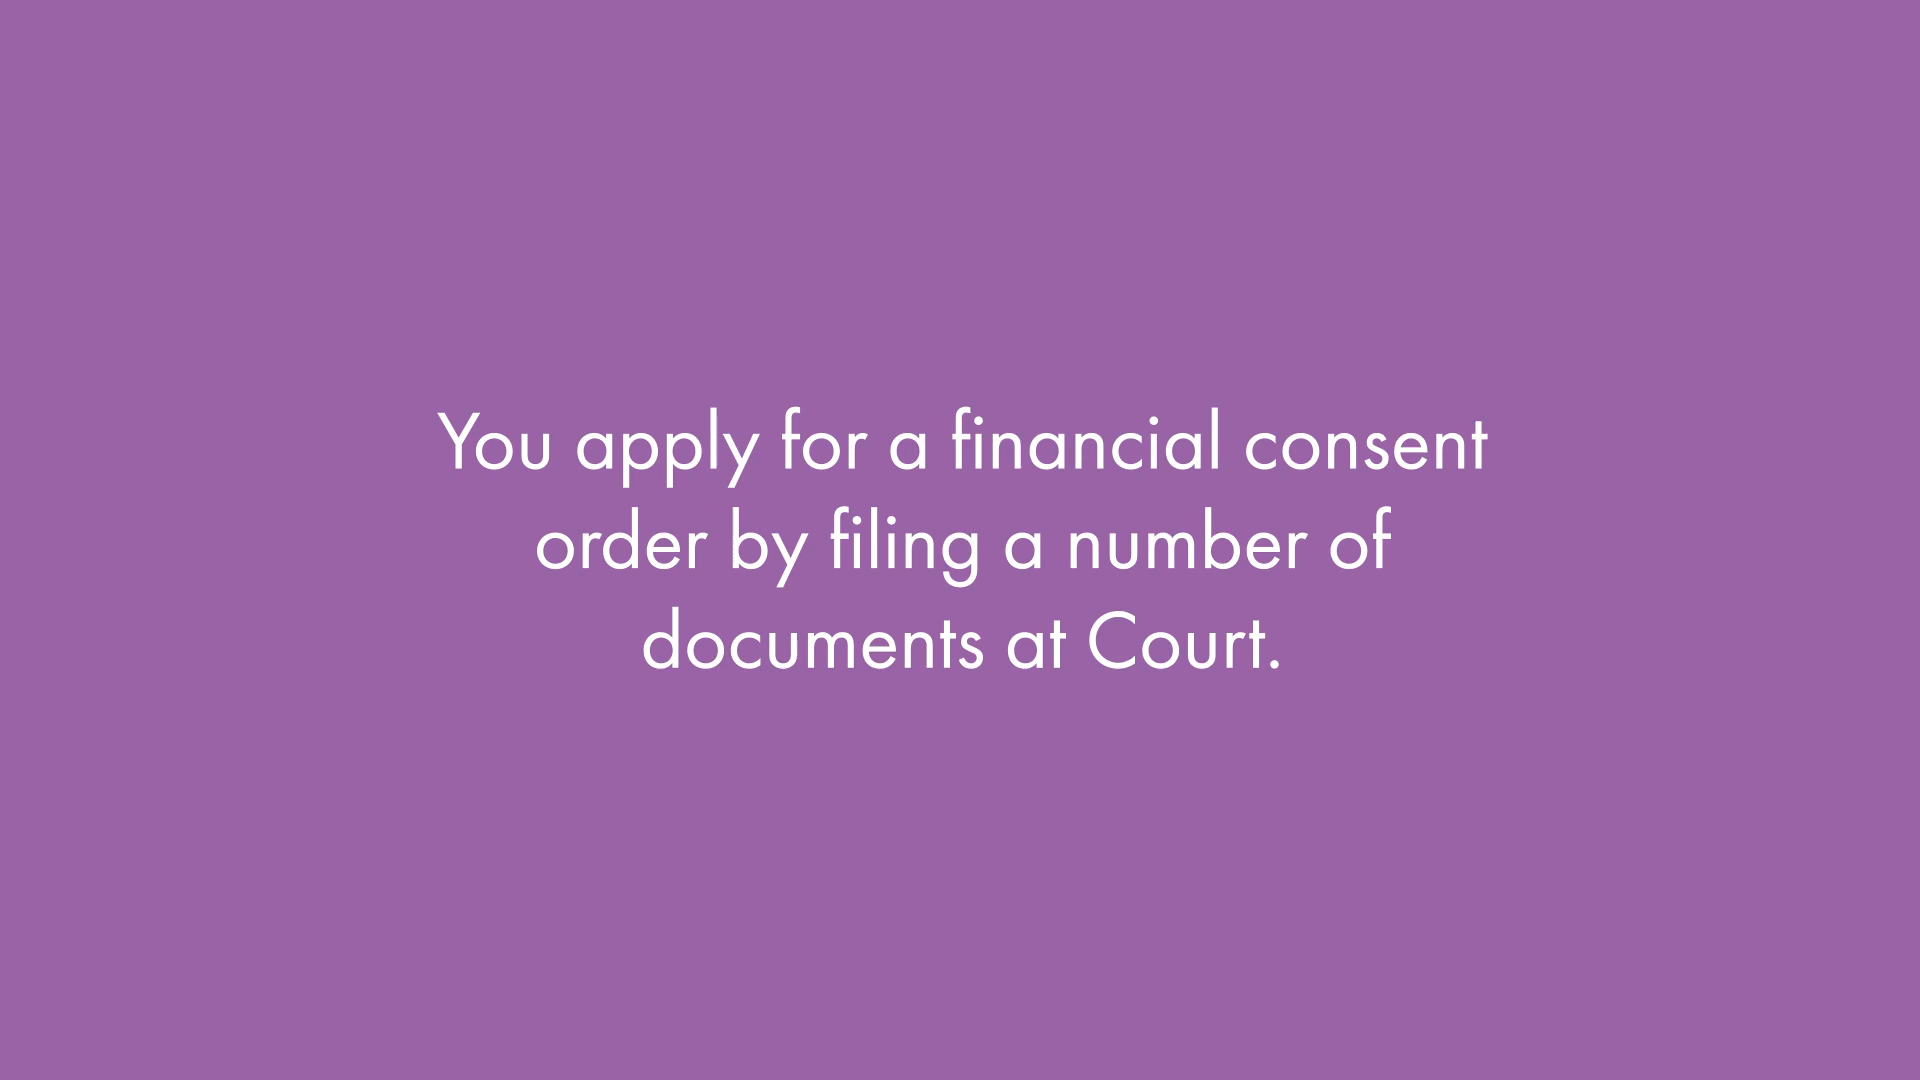 You apply for a financial consent
order by filing a number of
documents at Court.